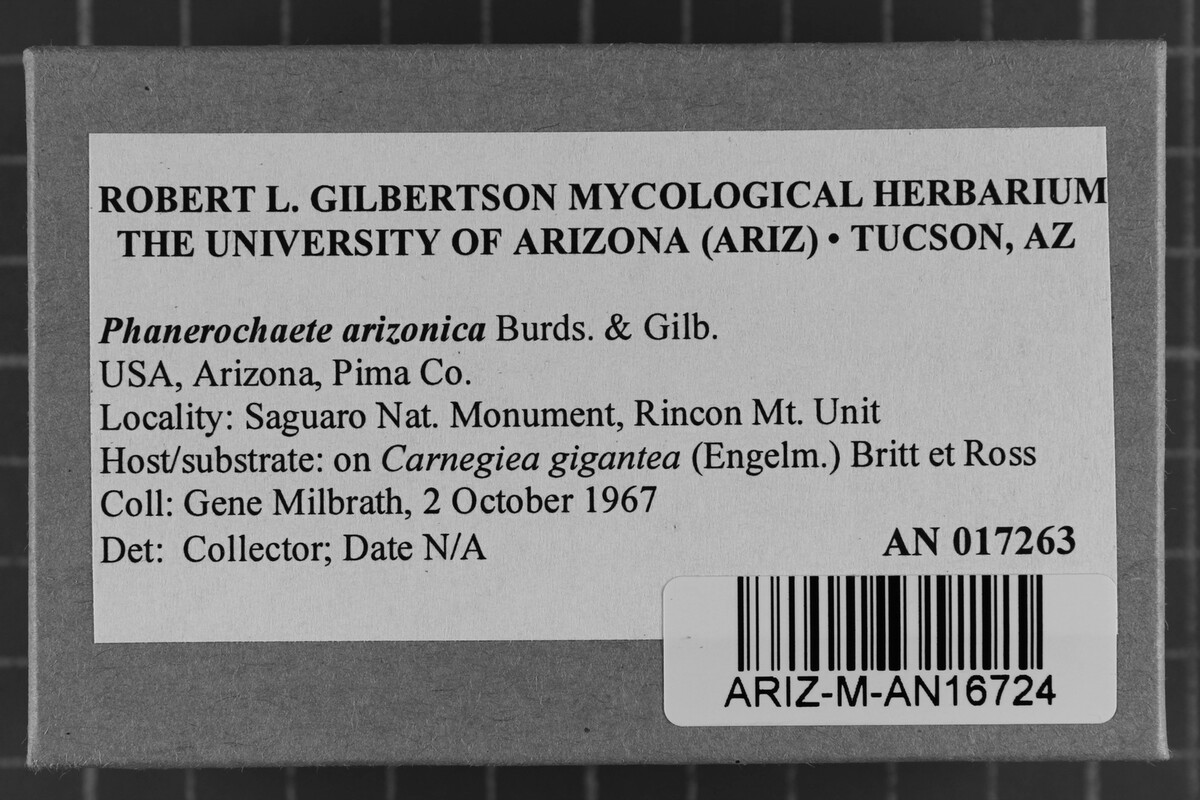 ROBERT L. GILBERTSON MYCOLOGICAL HERBARIUM
THE UNIVERSITY OF ARIZONA (ARIZ) • TUCSON, AZ
Phanerochaete arizonica Burds. & Gilb.
USA, Arizona, Pima Co.
Locality: Saguaro Nat. Monument, Rincon Mt. Unit
Host/substrate: on Carnegiea gigantea (Engelm.) Britt et Ross
Coll: Gene Milbrath, 2 October 1967
Det: Collector; Date N/A
AN 017263
ARIZ-M-AN16724